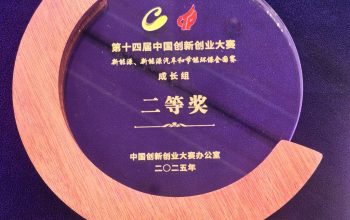 第十四届中国创新创业大赛
新能源、新能源汽车和节能环保全国赛
成长组
二等奖
中国创新创业大赛办公室
二〇二五年